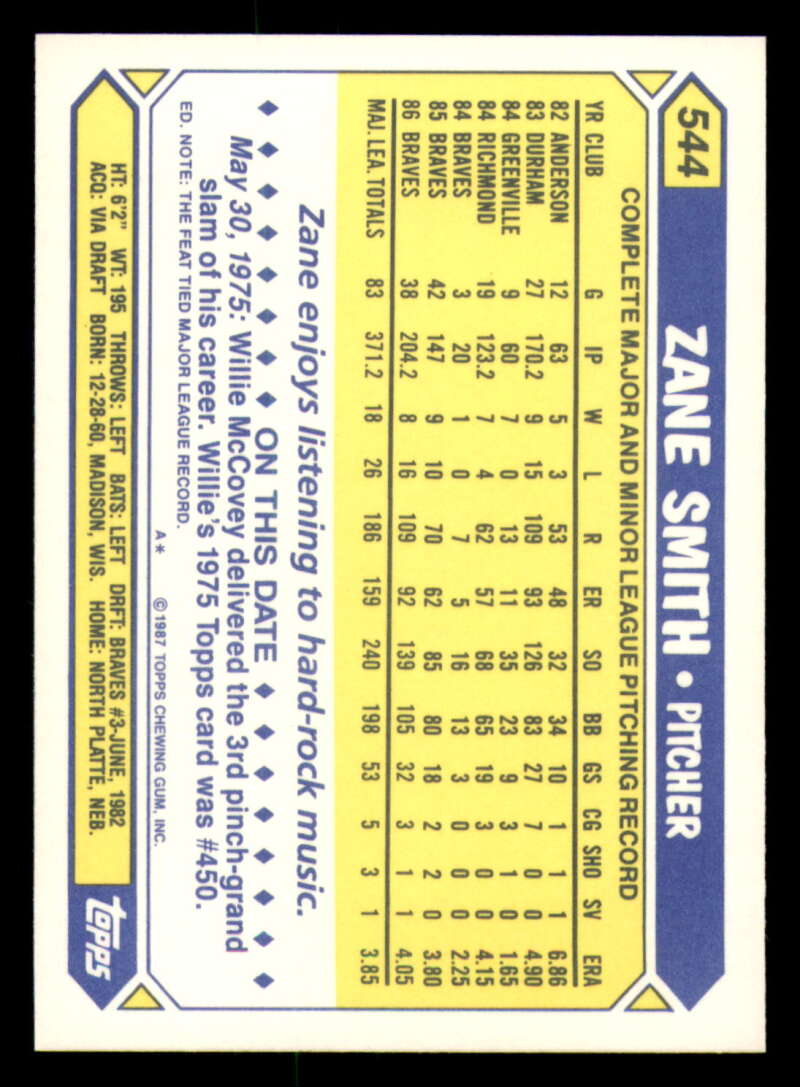 544 ZANE SMITH • PITCHER
COMPLETE MAJOR AND MINOR LEAGUE PITCHING RECORD
YR CLUB G IP W L R ER SO BB GS CG SHO SV ERA
82 ANDERSON 12 63 5 3 53 48 32 34 10 1 1 1 6.86
83 DURHAM 27 170.2 9 15 109 93 126 83 27 7 0 0 4.90
84 GREENVILLE 9 60 7 0 13 11 35 23 9 3 1 0 1.65
84 RICHMOND 19 123.2 7 4 62 57 68 65 19 3 0 0 4.15
84 BRAVES 3 20 1 0 7 5 16 13 3 0 0 0 2.25
85 BRAVES 42 147 9 10 70 62 85 80 18 2 2 0 3.80
86 BRAVES 38 204.2 8 16 109 92 139 105 32 3 1 1 4.05
MAJ. LEA. TOTALS 83 371.2 18 26 186 159 240 198 53 5 3 1 3.85
Zane enjoys listening to hard-rock music.
ON THIS DATE
May 30, 1975: Willie McCovey delivered the 3rd pinch-grand
slam of his career. Willie's 1975 Topps card was #450.
ED. NOTE: THE FEAT TIED MAJOR LEAGUE RECORD.
A* © 1987 TOPPS CHEWING GUM, INC.
HT: 6'2" WT: 195 THROWS: LEFT BATS: LEFT DRFT: BRAVES #3-JUNE, 1982
ACQ: VIA DRAFT BORN: 12-28-60, MADISON, WIS. HOME: NORTH PLATTE, NEB.
topps